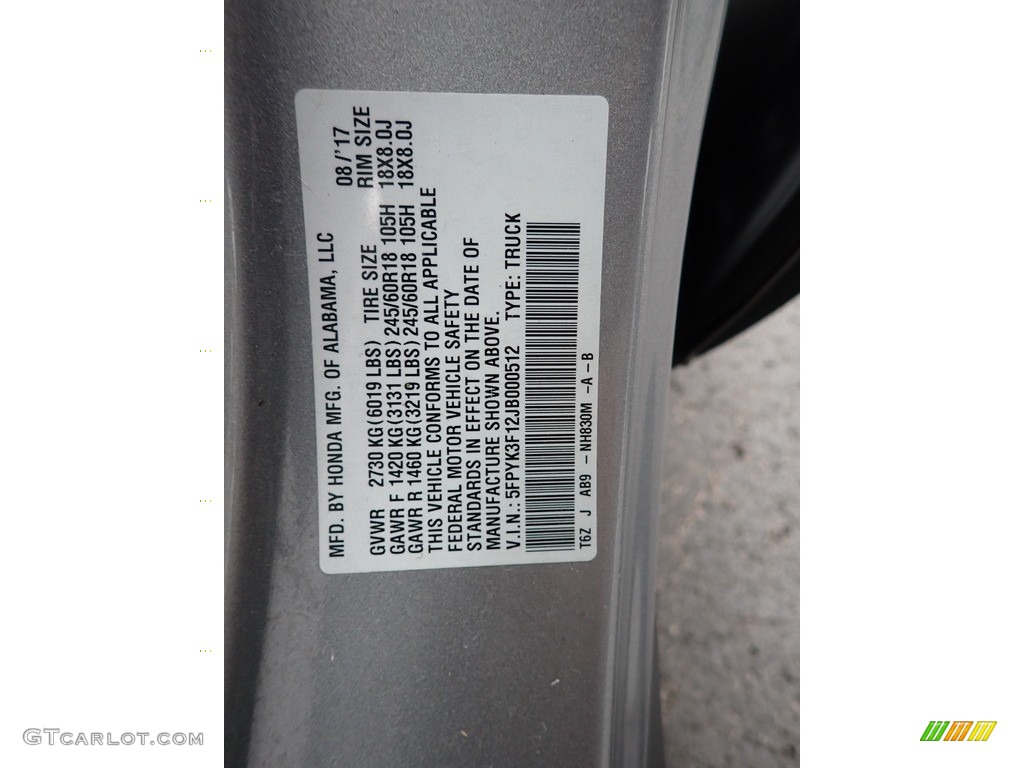 MFD. BY HONDA MFG. OF ALABAMA, LLC 08/'17
GVWR 2730 KG(6019 LBS) TIRE SIZE RIM SIZE
GAWR F 1420 KG(3131 LBS) 245/60R18 105H 18X8.0J
GAWR R 1460 KG(3219 LBS) 245/60R18 105H 18X8.0J
THIS VEHICLE CONFORMS TO ALL APPLICABLE
FEDERAL MOTOR VEHICLE SAFETY
STANDARDS IN EFFECT ON THE DATE OF
MANUFACTURE SHOWN ABOVE.
V.I.N.: 5FPYK3F12JB000512 TYPE: TRUCK
T6Z J AB9 - NH830M -A -B
GTCARLOT.COM